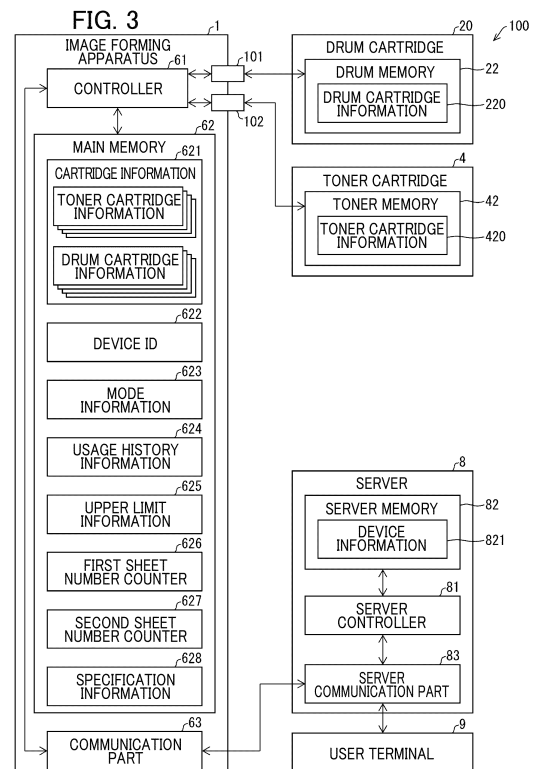 FIG. 3
1
IMAGE FORMING
APPARATUS
61
CONTROLLER
101
102
62
MAIN MEMORY
621
CARTRIDGE INFORMATION
TONER CARTRIDGE
INFORMATION
DRUM CARTRIDGE
INFORMATION
622
DEVICE ID
623
MODE
INFORMATION
624
USAGE HISTORY
INFORMATION
625
UPPER LIMIT
INFORMATION
626
FIRST SHEET
NUMBER COUNTER
627
SECOND SHEET
NUMBER COUNTER
628
SPECIFICATION
INFORMATION
63
COMMUNICATION
PART
100
20
DRUM CARTRIDGE
DRUM MEMORY
22
DRUM CARTRIDGE
INFORMATION
220
4
TONER CARTRIDGE
TONER MEMORY
42
TONER CARTRIDGE
INFORMATION
420
8
SERVER
SERVER MEMORY
82
DEVICE
INFORMATION
821
81
SERVER
CONTROLLER
83
SERVER
COMMUNICATION PART
9
USER TERMINAL